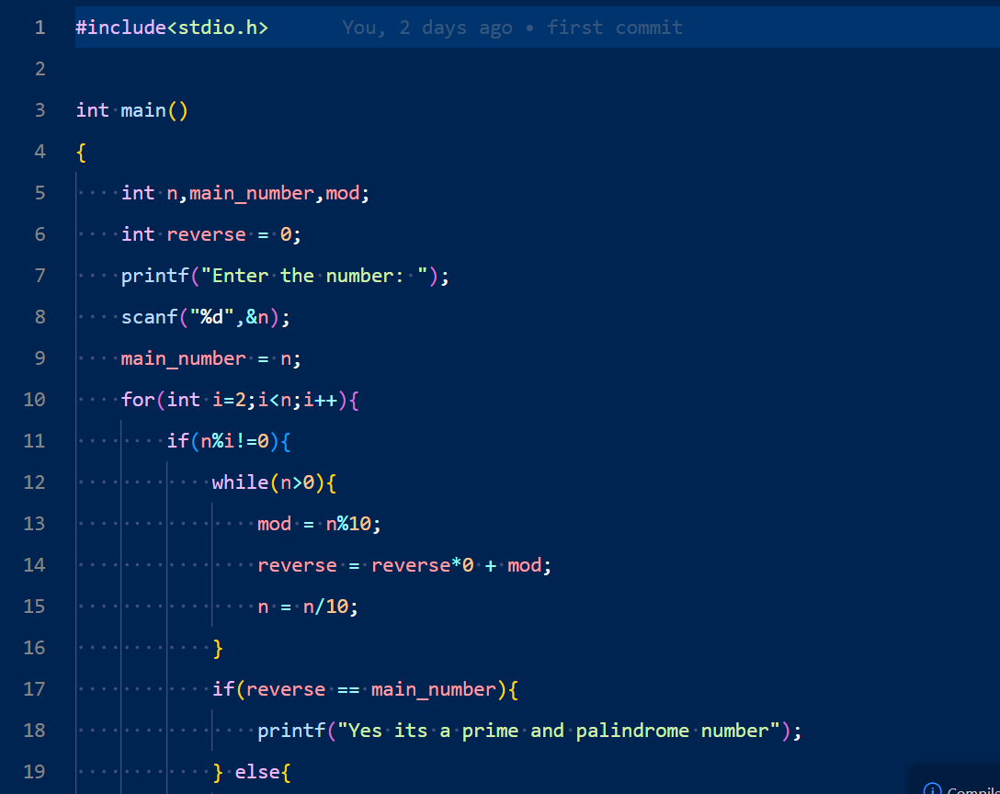 1 #include<stdio.h> You, 2 days ago • first commit
2
3 int main()
4 {
5 int n,main_number,mod;
6 int reverse = 0;
7 printf("Enter the number: ");
8 scanf("%d",&n);
9 main_number = n;
10 for(int i=2;i<n;i++){
11 if(n%i!=0){
12 while(n>0){
13 mod = n%10;
14 reverse = reverse*0 + mod;
15 n = n/10;
16 }
17 if(reverse == main_number){
18 printf("Yes its a prime and palindrome number");
19 } else{